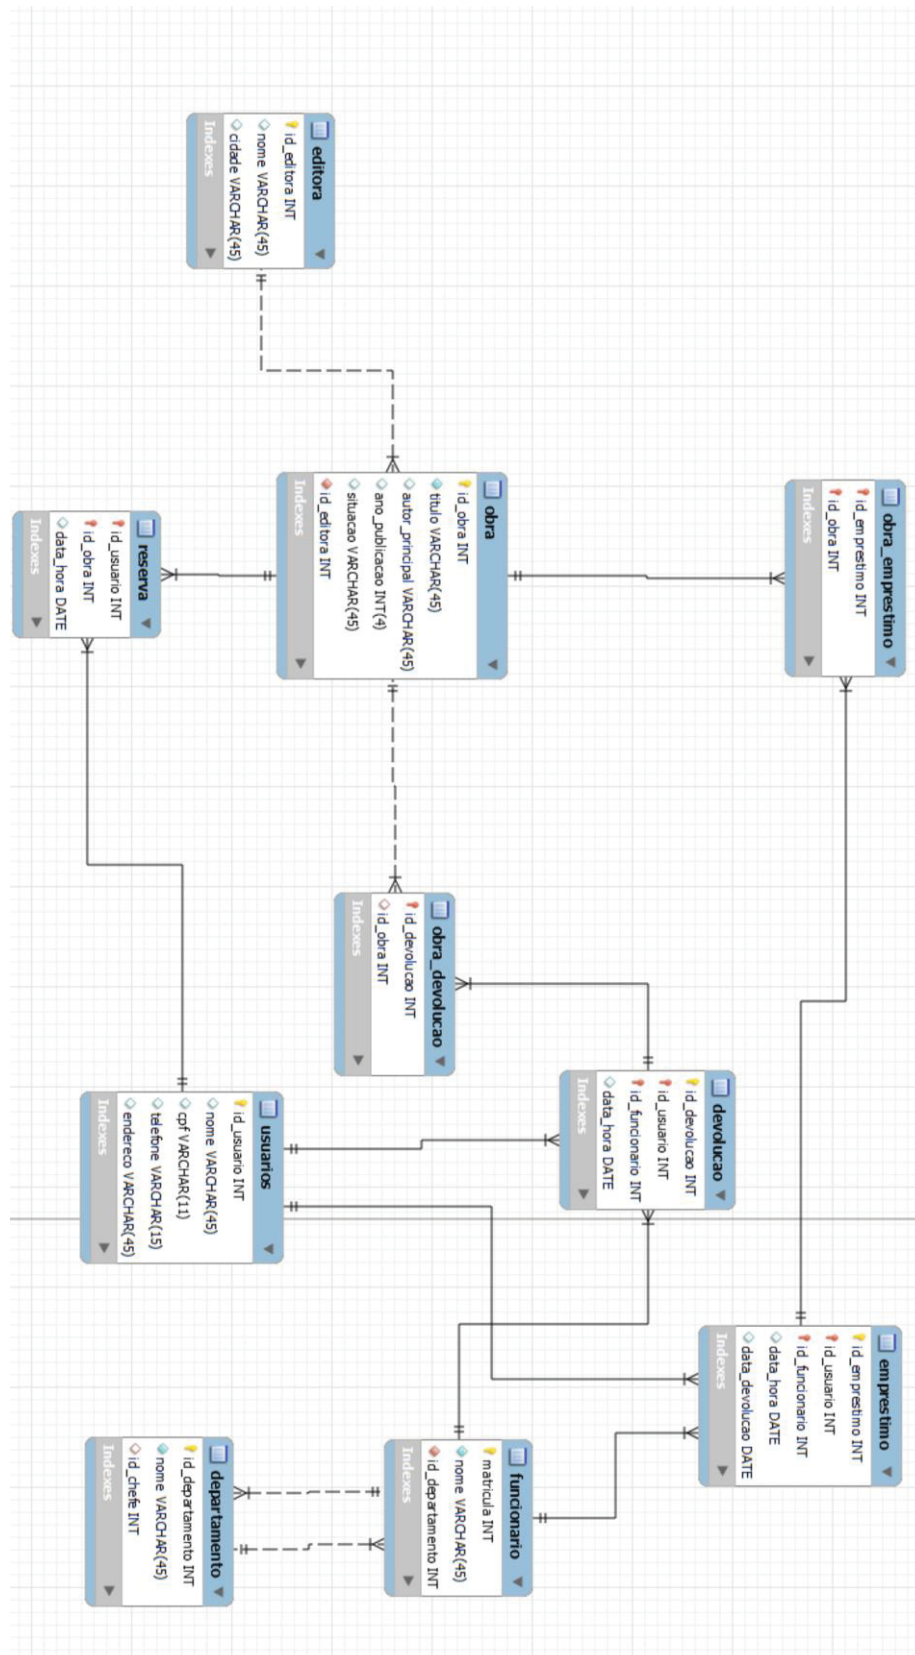 editora
id_editora INT
nome VARCHAR(45)
cidade VARCHAR(45)
Indexes
obra_emprestimo
id_emprestimo INT
id_obra INT
Indexes
obra
id_obra INT
titulo VARCHAR(45)
autor_principal VARCHAR(45)
ano_publicacao INT(4)
situacao VARCHAR(45)
id_editora INT
Indexes
reserva
id_usuario INT
id_obra INT
data_hora DATE
Indexes
obra_devolucao
id_devolucao INT
id_obra INT
Indexes
devolucao
id_devolucao INT
id_usuario INT
id_funcionario INT
data_hora DATE
Indexes
usuarios
id_usuario INT
nome VARCHAR(45)
cpf VARCHAR(11)
telefone VARCHAR(15)
endereco VARCHAR(45)
Indexes
emprestimo
id_emprestimo INT
id_usuario INT
id_funcionario INT
data_hora DATE
data_devolucao DATE
Indexes
funcionario
matricula INT
nome VARCHAR(45)
id_departamento INT
Indexes
departamento
id_departamento INT
nome VARCHAR(45)
id_chefe INT
Indexes